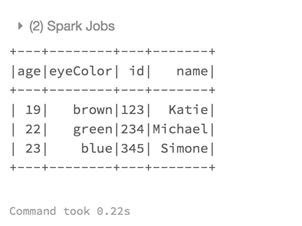 ▸ (2) Spark Jobs
+---+--------+---+-------+
|age|eyeColor| id|   name|
+---+--------+---+-------+
| 19|   brown|123|  Katie|
| 22|   green|234|Michael|
| 23|    blue|345| Simone|
+---+--------+---+-------+
Command took 0.22s